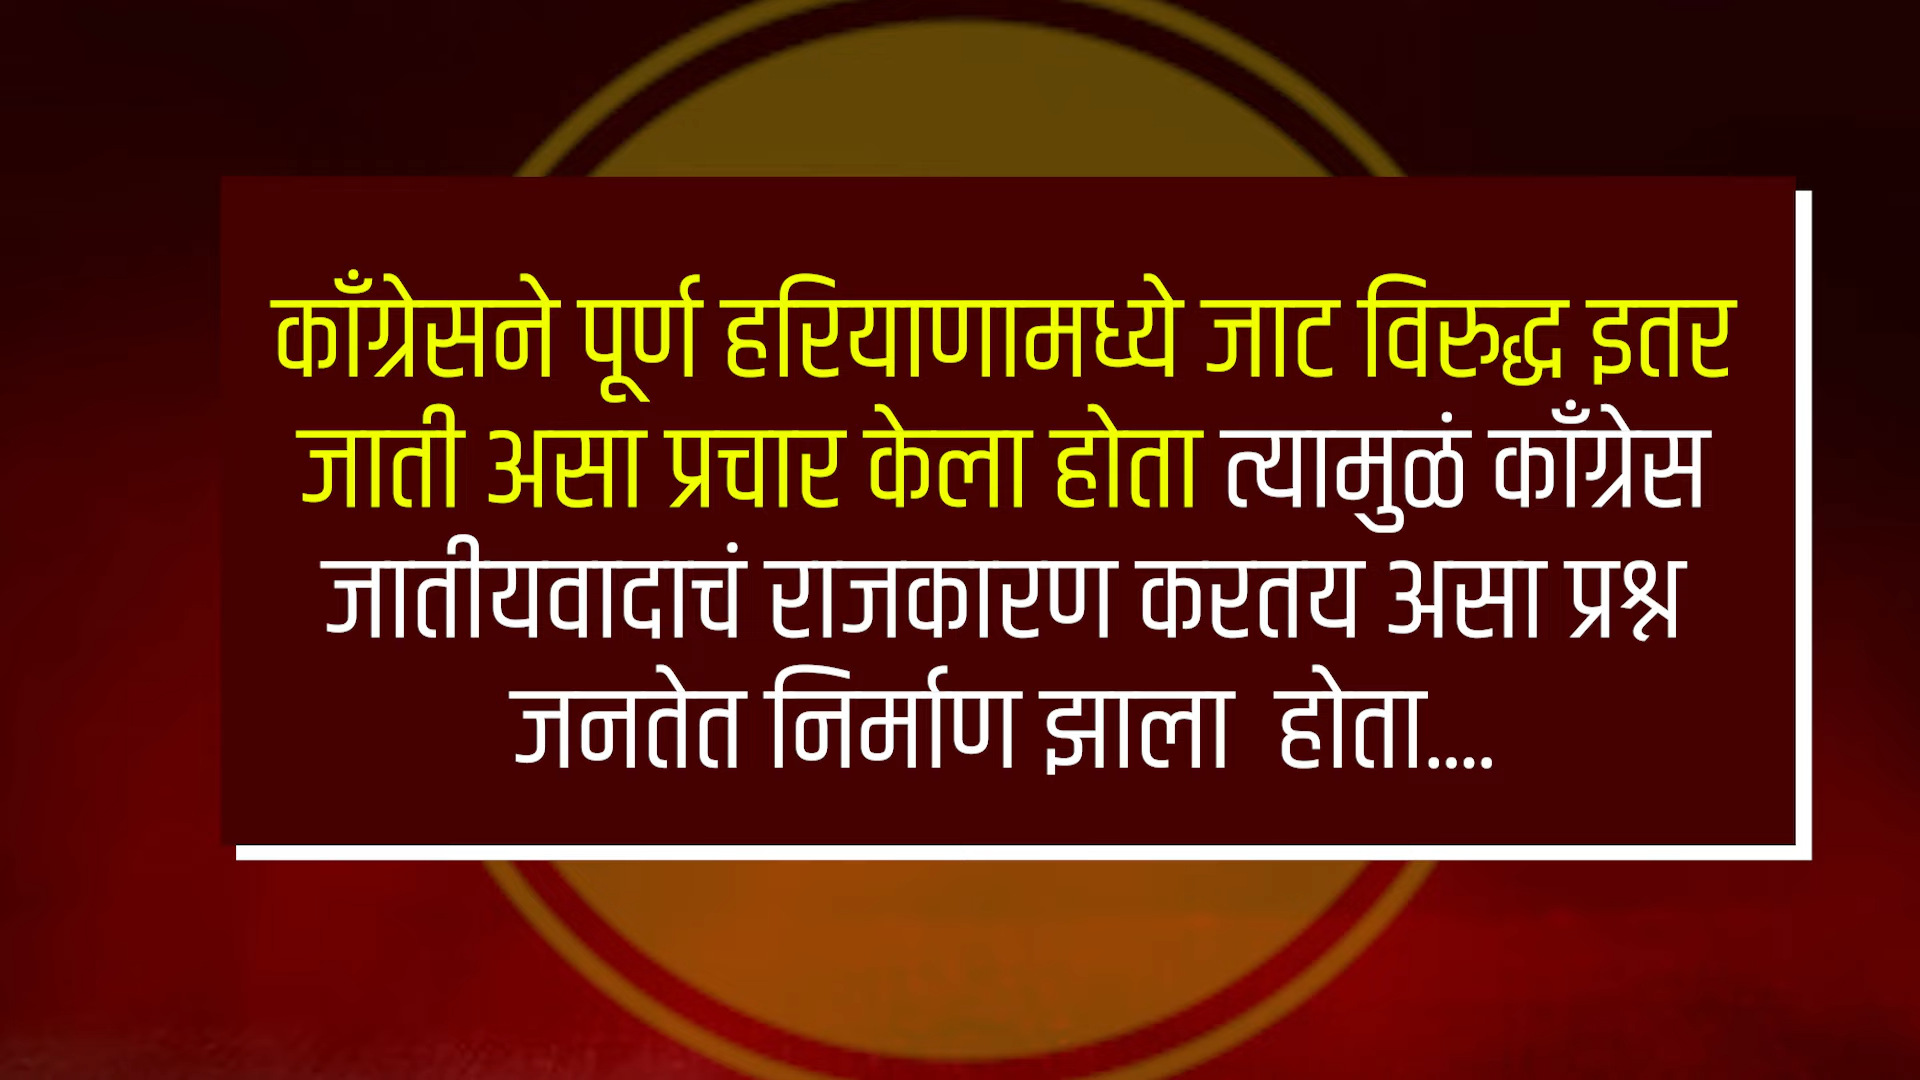 काँग्रेसने पूर्ण हरियाणामध्ये जाट विरुद्ध इतर
जाती असा प्रचार केला होता त्यामुळं काँग्रेस
जातीयवादाचं राजकारण करतय असा प्रश्न
जनतेत निर्माण झाला  होता....